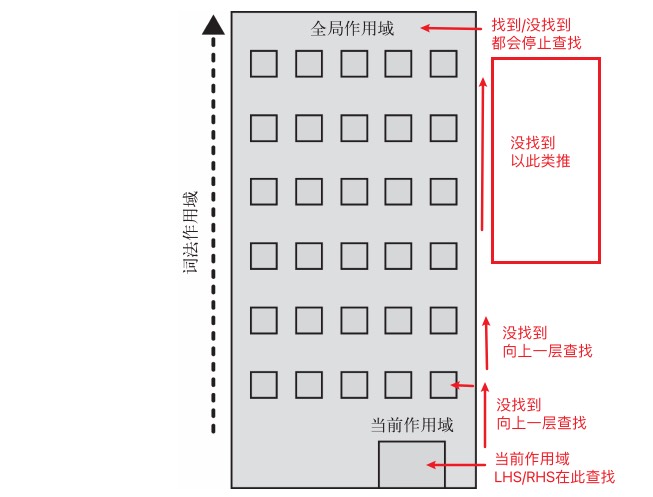 全局作用域
找到/没找到
都会停止查找
没找到
以此类推
词法作用域
没找到
向上一层查找
没找到
向上一层查找
当前作用域
当前作用域
LHS/RHS在此查找